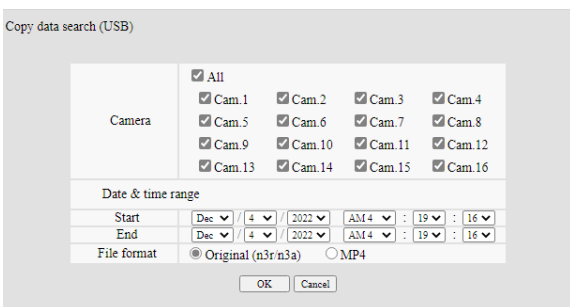 Copy data search (USB)
All
Cam.1 Cam.2 Cam.3 Cam.4
Camera Cam.5 Cam.6 Cam.7 Cam.8
Cam.9 Cam.10 Cam.11 Cam.12
Cam.13 Cam.14 Cam.15 Cam.16
Date & time range
Start Dec / 4 / 2022 AM 4 : 19 : 16
End Dec / 4 / 2022 AM 4 : 19 : 16
File format Original (n3r/n3a) MP4
OK Cancel